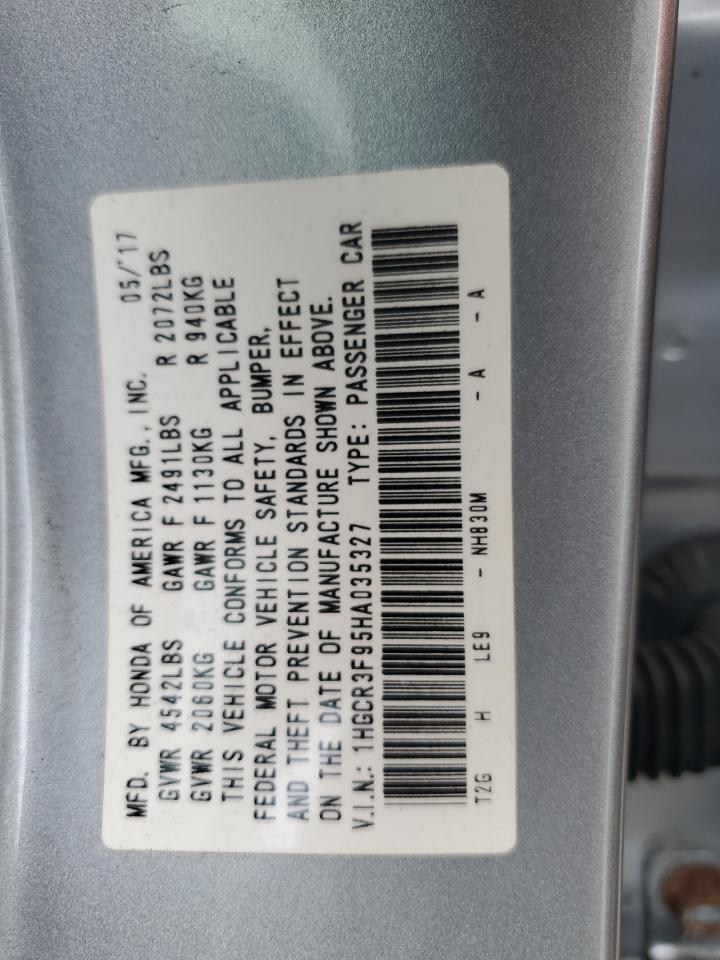 MFD. BY HONDA OF AMERICA MFG., INC. 05/'17
GVWR 4542LBS GAWR F 2491LBS R 2072LBS
GVWR 2060KG GAWR F 1130KG R 940KG
THIS VEHICLE CONFORMS TO ALL APPLICABLE
FEDERAL MOTOR VEHICLE SAFETY, BUMPER,
AND THEFT PREVENTION STANDARDS IN EFFECT
ON THE DATE OF MANUFACTURE SHOWN ABOVE.
V.I.N.: 1HGCR3F95HA035327 TYPE: PASSENGER CAR
T2G H LE9 - NH830M - A - A